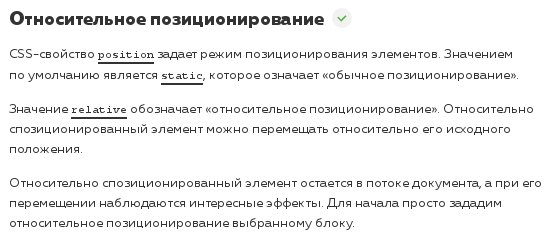 Относительное позиционирование
CSS-свойство position задает режим позиционирования элементов. Значением
по умолчанию является static, которое означает «обычное позиционирование».
Значение relative обозначает «относительное позиционирование». Относительно
спозиционированный элемент можно перемещать относительно его исходного
положения.
Относительно спозиционированный элемент остается в потоке документа, а при его
перемещении наблюдаются интересные эффекты. Для начала просто зададим
относительное позиционирование выбранному блоку.